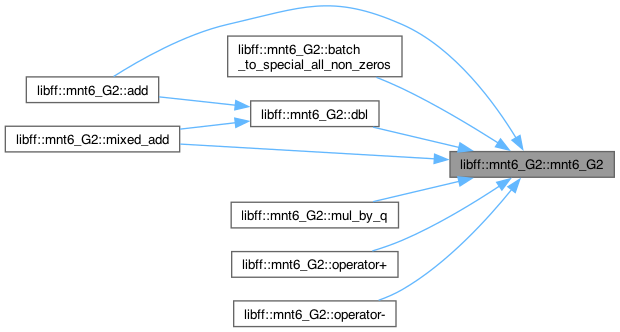 libff::mnt6_G2::batch
_to_special_all_non_zeros
libff::mnt6_G2::add
libff::mnt6_G2::dbl
libff::mnt6_G2::mixed_add
libff::mnt6_G2::mnt6_G2
libff::mnt6_G2::mul_by_q
libff::mnt6_G2::operator+
libff::mnt6_G2::operator-